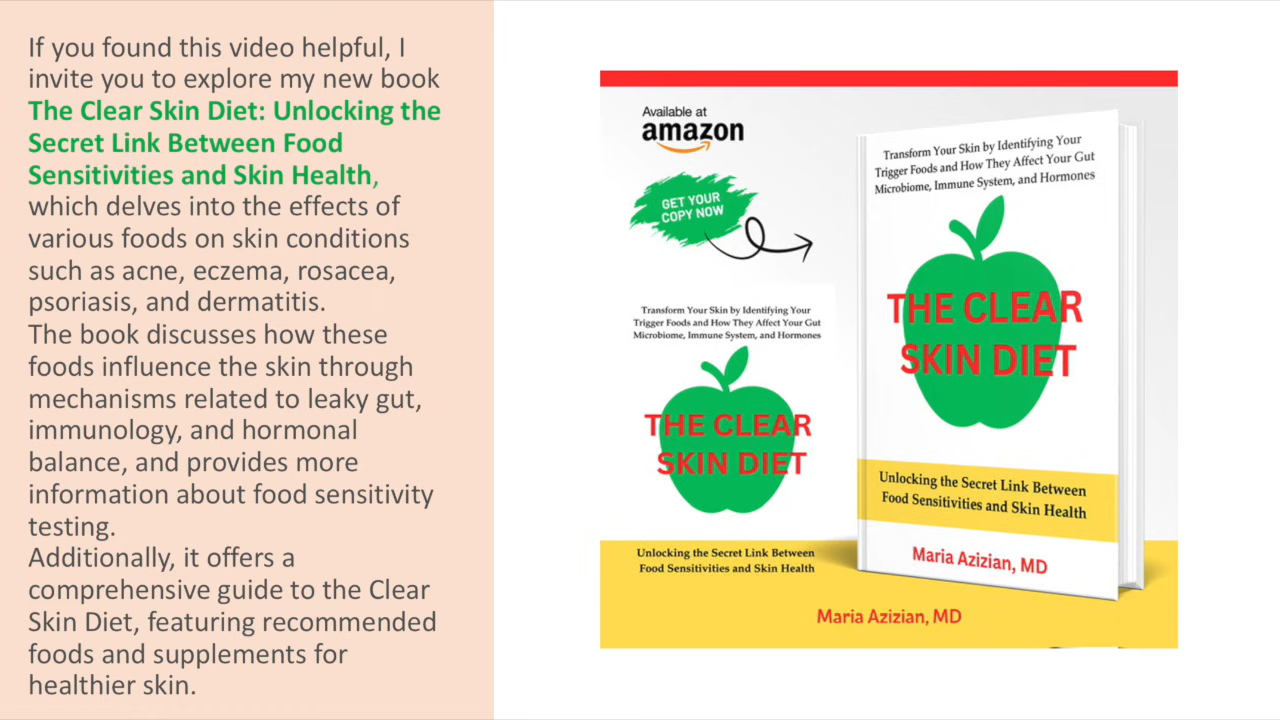 If you found this video helpful, I
invite you to explore my new book
The Clear Skin Diet: Unlocking the
Secret Link Between Food
Sensitivities and Skin Health,
which delves into the effects of
various foods on skin conditions
such as acne, eczema, rosacea,
psoriasis, and dermatitis.
The book discusses how these
foods influence the skin through
mechanisms related to leaky gut,
immunology, and hormonal
balance, and provides more
information about food sensitivity
testing.
Additionally, it offers a
comprehensive guide to the Clear
Skin Diet, featuring recommended
foods and supplements for
healthier skin.
Available at
amazon
GET YOUR
COPY NOW
Transform Your Skin by Identifying Your
Trigger Foods and How They Affect Your Gut
Microbiome, Immune System, and Hormones
THE CLEAR
SKIN DIET
Unlocking the Secret Link Between
Food Sensitivities and Skin Health
Maria Azizian, MD
Transform Your Skin by Identifying Your
Trigger Foods and How They Affect Your Gut
Microbiome, Immune System, and Hormones
THE CLEAR
SKIN DIET
Unlocking the Secret Link Between
Food Sensitivities and Skin Health
Maria Azizian, MD